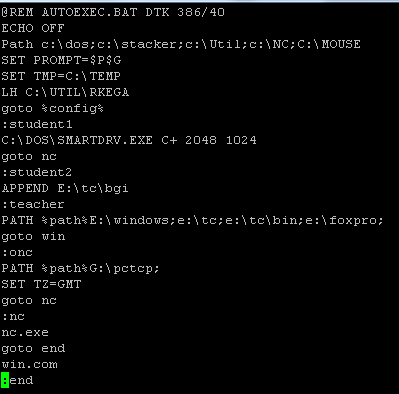 @REM AUTOEXEC.BAT DTK 386/40
ECHO OFF
Path c:\dos;c:\stacker;c:\Util;c:\NC;C:\MOUSE
SET PROMPT=$P$G
SET TMP=C:\TEMP
LH C:\UTIL\RKEGA
goto %config%
:student1
C:\DOS\SMARTDRV.EXE C+ 2048 1024
goto nc
:student2
APPEND E:\tc\bgi
:teacher
PATH %path%E:\windows;e:\tc;e:\tc\bin;e:\foxpro;
goto win
:onc
PATH %path%G:\pctcp;
SET TZ=GMT
goto nc
:nc
nc.exe
goto end
win.com
:end